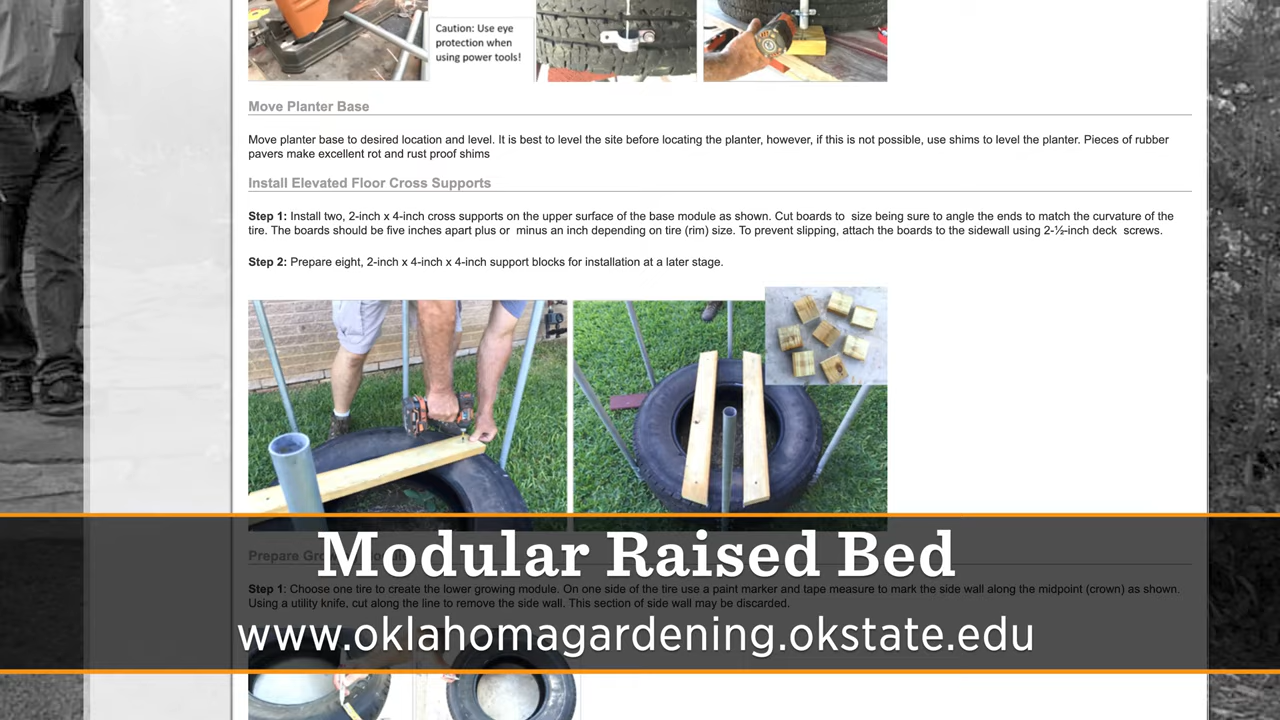 Caution: Use eye
protection when
using power tools!
Move Planter Base
Move planter base to desired location and level. It is best to level the site before locating the planter, however, if this is not possible, use shims to level the planter. Pieces of rubber
pavers make excellent rot and rust proof shims
Install Elevated Floor Cross Supports
Step 1: Install two, 2-inch x 4-inch cross supports on the upper surface of the base module as shown. Cut boards to size being sure to angle the ends to match the curvature of the
tire. The boards should be five inches apart plus or minus an inch depending on tire (rim) size. To prevent slipping, attach the boards to the sidewall using 2-½-inch deck screws.
Step 2: Prepare eight, 2-inch x 4-inch x 4-inch support blocks for installation at a later stage.
Modular Raised Bed
Prepare
Step 1: Choose one tire to create the lower growing module. On one side of the tire use a paint marker and tape measure to mark the side wall along the midpoint (crown) as shown.
Using a utility knife, cut along the line to remove the side wall. This section of side wall may be discarded.
www.oklahomagardening.okstate.edu